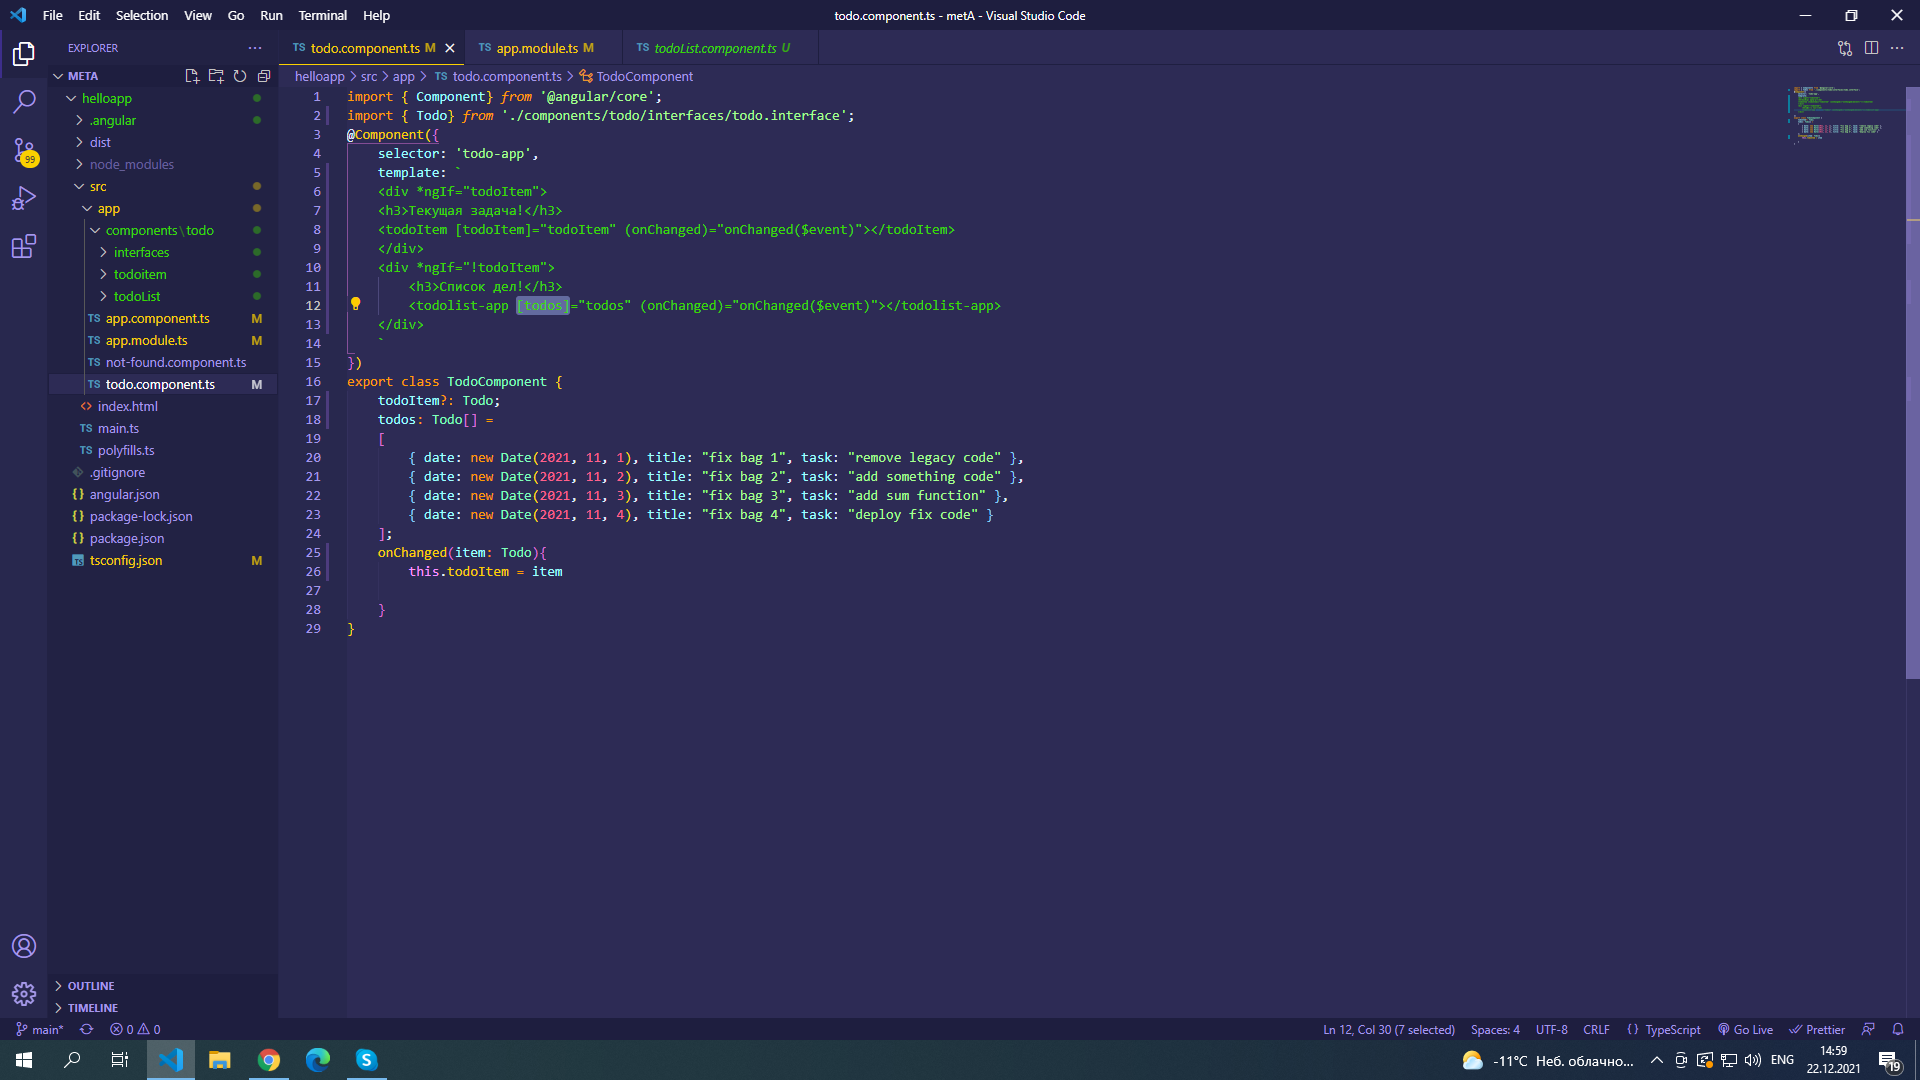 File Edit Selection View Go Run Terminal Help
todo.component.ts - metA - Visual Studio Code
EXPLORER
META
helloapp
.angular
dist
node_modules
src
app
components\todo
interfaces
todoitem
todoList
app.component.ts M
app.module.ts M
not-found.component.ts
todo.component.ts M
index.html
main.ts
polyfills.ts
.gitignore
angular.json
package-lock.json
package.json
tsconfig.json M
OUTLINE
TIMELINE
99
TS todo.component.ts M
TS app.module.ts M
TS todoList.component.ts U
helloapp > src > app > TS todo.component.ts > TodoComponent
1 import { Component} from '@angular/core';
2 import { Todo} from './components/todo/interfaces/todo.interface';
3 @Component({
4 selector: 'todo-app',
5 template: `
6 <div *ngIf="todoItem">
7 <h3>Текущая задача!</h3>
8 <todoItem [todoItem]="todoItem" (onChanged)="onChanged($event)"></todoItem>
9 </div>
10 <div *ngIf="!todoItem">
11 <h3>Список дел!</h3>
12 <todolist-app [todos]="todos" (onChanged)="onChanged($event)"></todolist-app>
13 </div>
14 `
15 })
16 export class TodoComponent {
17 todoItem?: Todo;
18 todos: Todo[] =
19 [
20 { date: new Date(2021, 11, 1), title: "fix bag 1", task: "remove legacy code" },
21 { date: new Date(2021, 11, 2), title: "fix bag 2", task: "add something code" },
22 { date: new Date(2021, 11, 3), title: "fix bag 3", task: "add sum function" },
23 { date: new Date(2021, 11, 4), title: "fix bag 4", task: "deploy fix code" }
24 ];
25 onChanged(item: Todo){
26 this.todoItem = item
27
28 }
29 }
main* 0 0
Ln 12, Col 30 (7 selected) Spaces: 4 UTF-8 CRLF {} TypeScript Go Live Prettier
-11°C Неб. облачно... ENG
14:59
22.12.2021
19